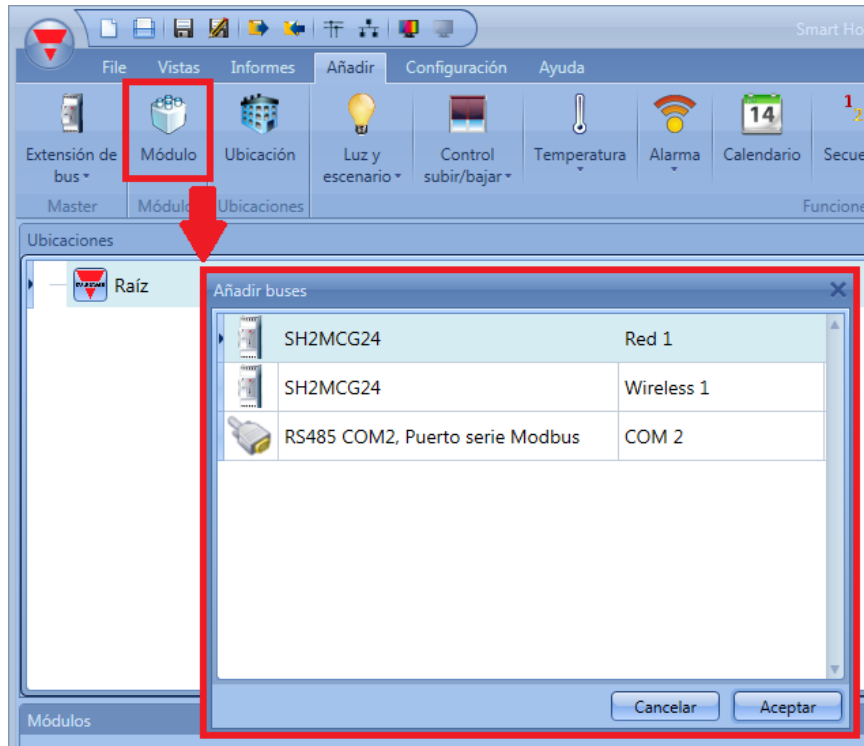 Smart Ho
File Vistas Informes Añadir Configuración Ayuda
Extensión de bus
Módulo
Ubicación
Luz y escenario
Control subir/bajar
Temperatura
Alarma
14
Calendario
1
2
Secue
Master
Módulo
Ubicaciones
Funcione
Ubicaciones
Raíz
Añadir buses
SH2MCG24 Red 1
SH2MCG24 Wireless 1
RS485 COM2, Puerto serie Modbus COM 2
Cancelar Aceptar
Módulos